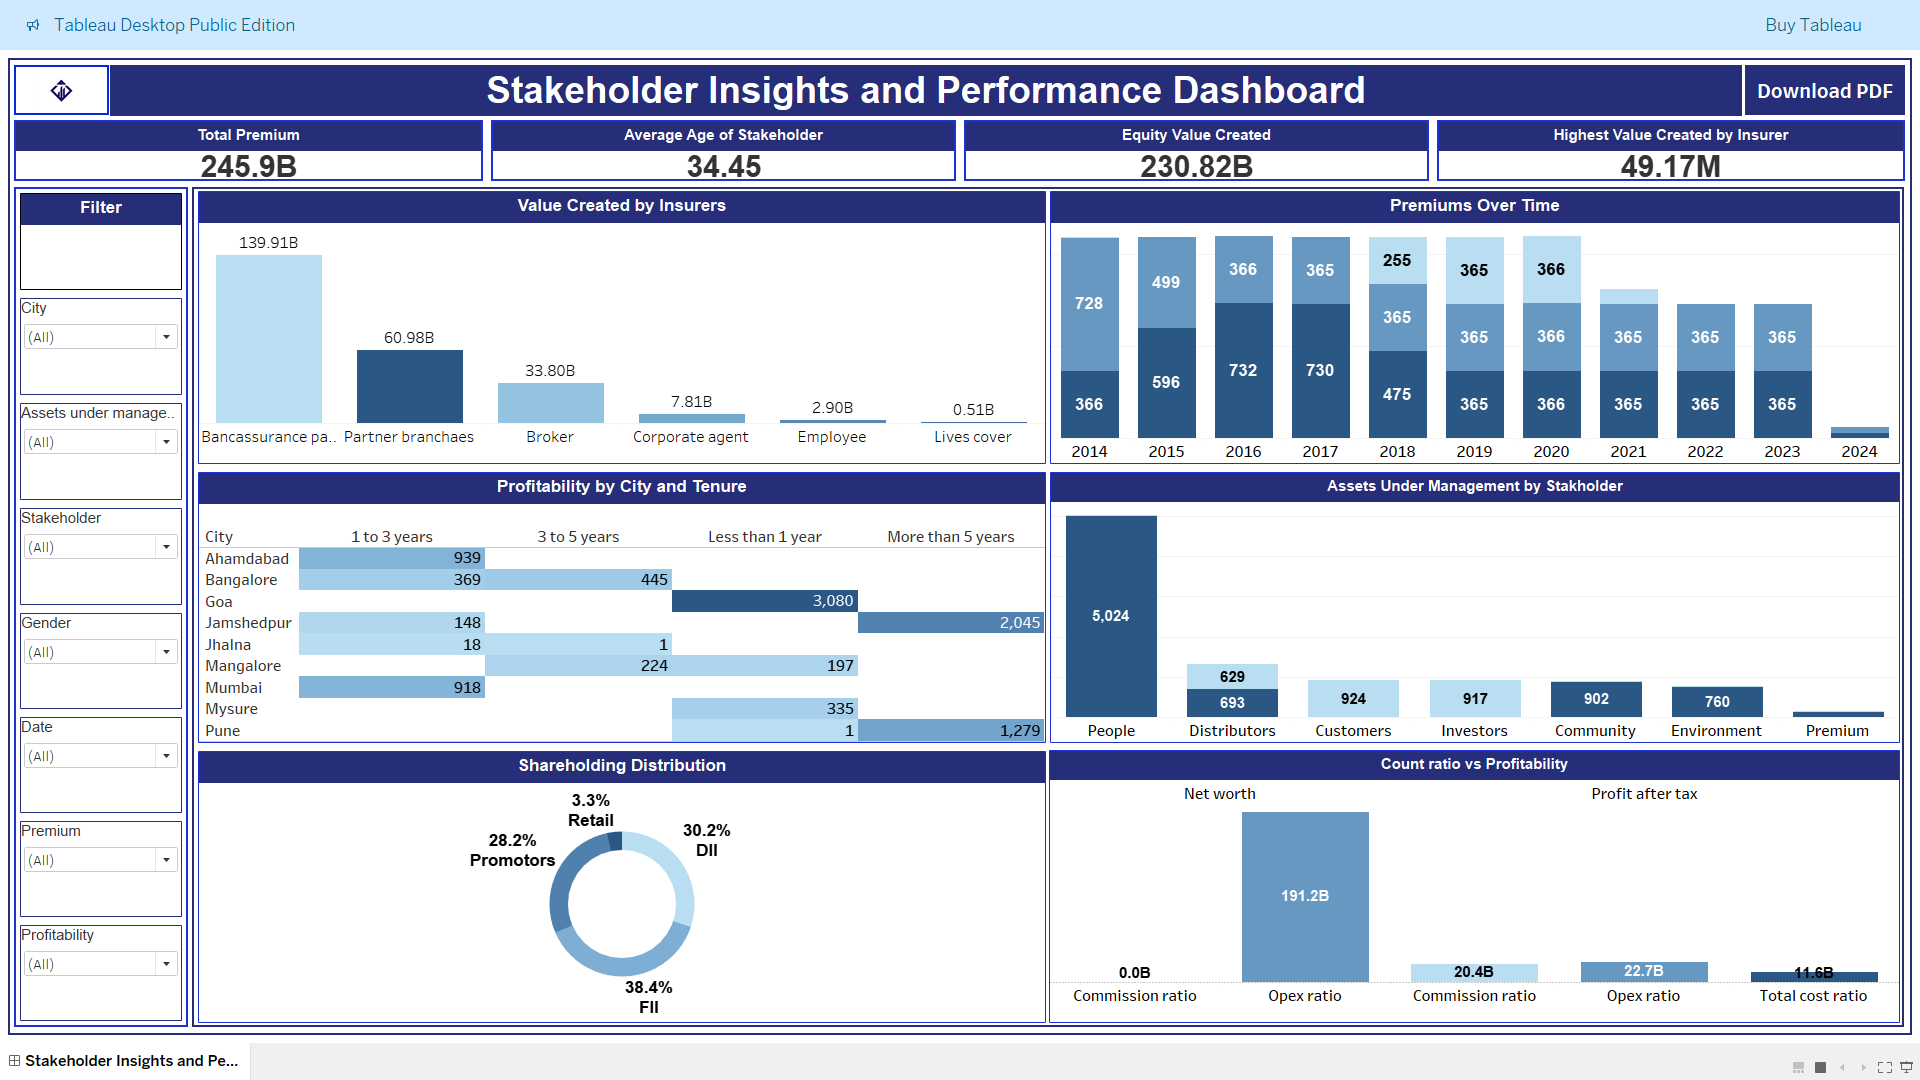 Tableau Desktop Public Edition
Buy Tableau
Stakeholder Insights and Performance Dashboard
Download PDF
Total Premium
245.9B
Average Age of Stakeholder
34.45
Equity Value Created
230.82B
Highest Value Created by Insurer
49.17M
Filter
City
(All)
Assets under manage..
(All)
Stakeholder
(All)
Gender
(All)
Date
(All)
Premium
(All)
Profitability
(All)
Value Created by Insurers
139.91B
60.98B
33.80B
7.81B
2.90B
0.51B
Bancassurance pa.. Partner branchaes Broker Corporate agent Employee Lives cover
Premiums Over Time
728 499 366 365 255 365 366
365 365 366 365 365 365
366 596 732 730 475 365 366 365 365 365
2014 2015 2016 2017 2018 2019 2020 2021 2022 2023 2024
Profitability by City and Tenure
City 1 to 3 years 3 to 5 years Less than 1 year More than 5 years
Ahamdabad 939
Bangalore 369 445
Goa 3,080
Jamshedpur 148 2,045
Jhalna 18 1
Mangalore 224 197
Mumbai 918
Mysure 335
Pune 1 1,279
Assets Under Management by Stakholder
5,024
629
693 924 917 902 760
People Distributors Customers Investors Community Environment Premium
Shareholding Distribution
3.3%
Retail
30.2%
DII
28.2%
Promotors
38.4%
FII
Count ratio vs Profitability
Net worth Profit after tax
0.0B 191.2B 20.4B 22.7B 11.6B
Commission ratio Opex ratio Commission ratio Opex ratio Total cost ratio
Stakeholder Insights and Pe...